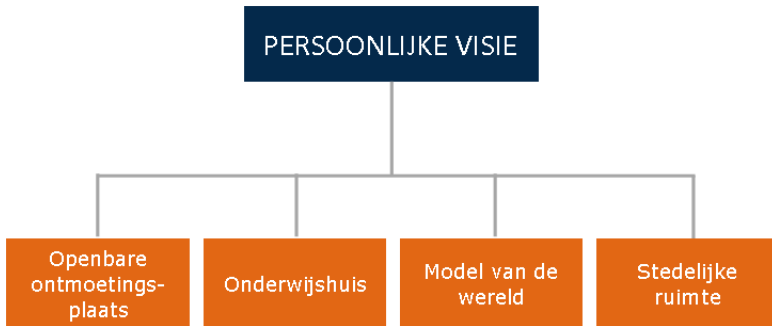 PERSOONLIJKE VISIE
Openbare
ontmoetings-
plaats
Onderwijshuis
Model van de
wereld
Stedelijke
ruimte